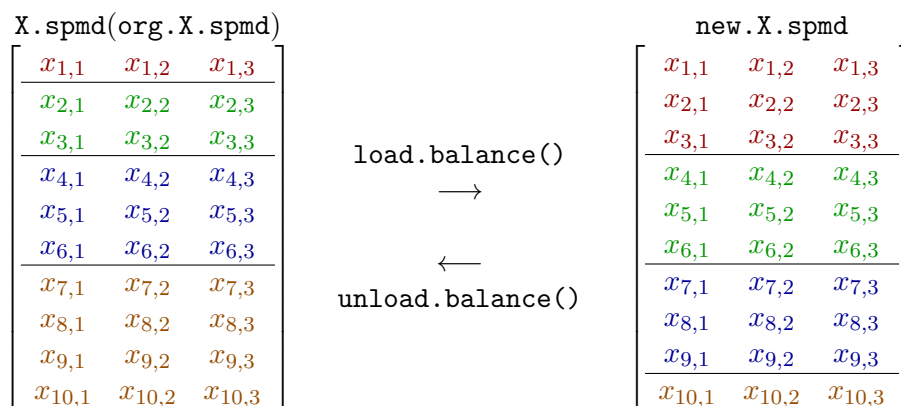 X.spmd(org.X.spmd)
x1,1 x1,2 x1,3
x2,1 x2,2 x2,3
x3,1 x3,2 x3,3
x4,1 x4,2 x4,3
x5,1 x5,2 x5,3
x6,1 x6,2 x6,3
x7,1 x7,2 x7,3
x8,1 x8,2 x8,3
x9,1 x9,2 x9,3
x10,1 x10,2 x10,3
load.balance()
⟶
⟵
unload.balance()
new.X.spmd
x1,1 x1,2 x1,3
x2,1 x2,2 x2,3
x3,1 x3,2 x3,3
x4,1 x4,2 x4,3
x5,1 x5,2 x5,3
x6,1 x6,2 x6,3
x7,1 x7,2 x7,3
x8,1 x8,2 x8,3
x9,1 x9,2 x9,3
x10,1 x10,2 x10,3